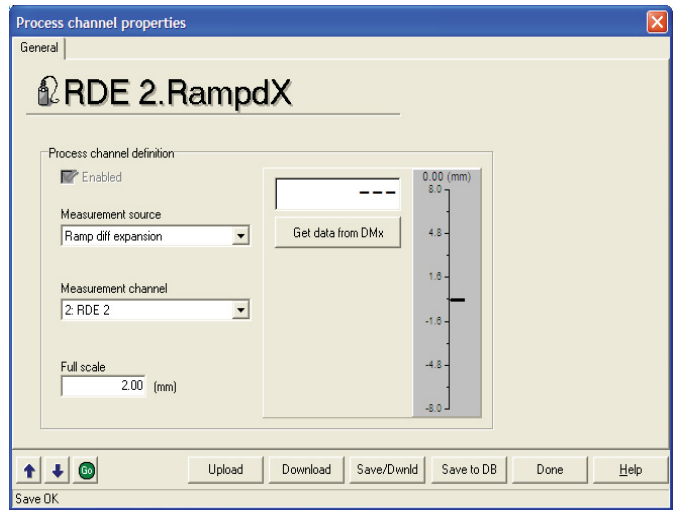 Process channel properties
General
RDE 2.RampdX
Process channel definition
Enabled
Measurement source
Ramp diff expansion
Measurement channel
2: RDE 2
Full scale
2.00 (mm)
---
Get data from DMx
0.00 (mm)
8.0
4.8
1.6
-1.6
-4.8
-8.0
Go
Upload Download Save/Dwnld Save to DB Done Help
Save OK